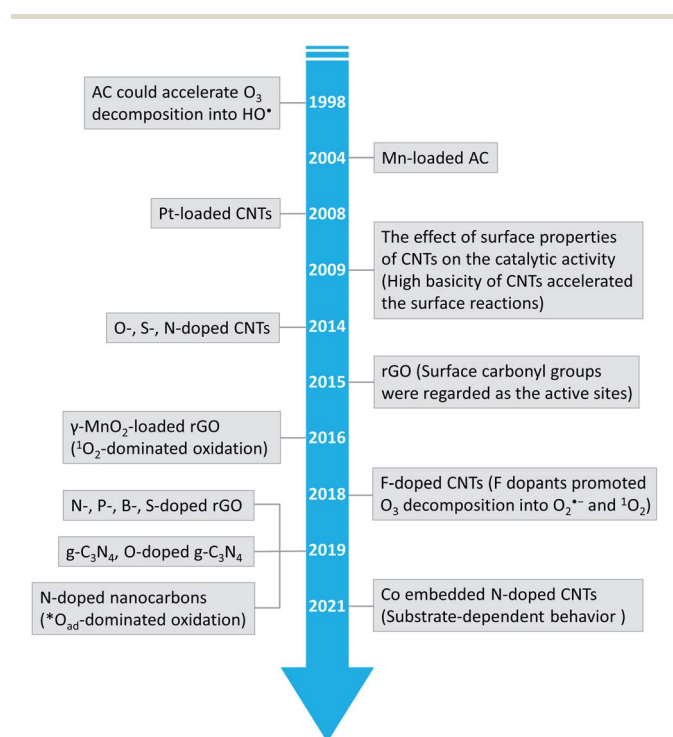 AC could accelerate O₃
decomposition into HO•
1998
2004
Mn-loaded AC
Pt-loaded CNTs
2008
The effect of surface properties
of CNTs on the catalytic activity
(High basicity of CNTs accelerated
the surface reactions)
2009
O-, S-, N-doped CNTs
2014
2015
rGO (Surface carbonyl groups
were regarded as the active sites)
γ-MnO₂-loaded rGO
(¹O₂-dominated oxidation)
2016
2018
F-doped CNTs (F dopants promoted
O₃ decomposition into O₂•⁻ and ¹O₂)
N-, P-, B-, S-doped rGO
g-C₃N₄, O-doped g-C₃N₄
2019
N-doped nanocarbons
(*Oad-dominated oxidation)
2021
Co embedded N-doped CNTs
(Substrate-dependent behavior )